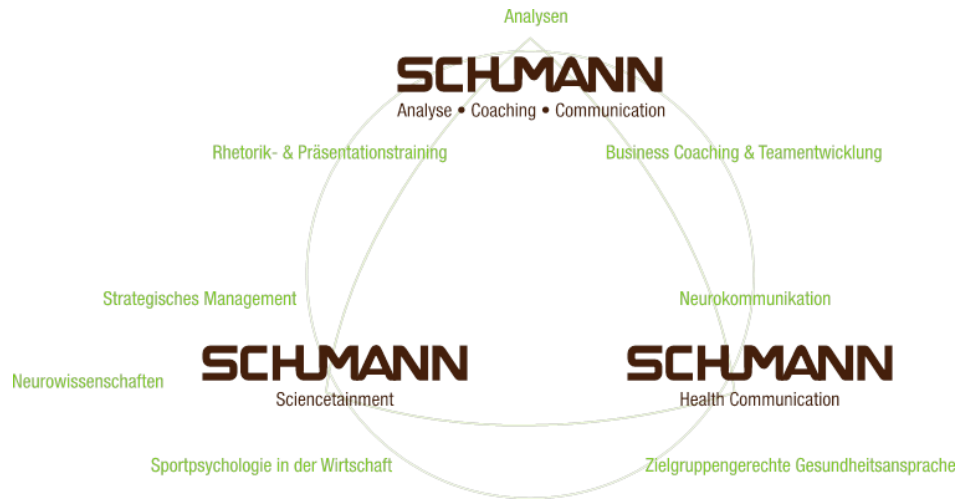 Analysen
SCHUMANN
Analyse • Coaching • Communication
Rhetorik- & Präsentationstraining
Business Coaching & Teamentwicklung
Strategisches Management
Neurokommunikation
SCHUMANN
SCHUMANN
Neurowissenschaften
Sciencetainment
Health Communication
Sportpsychologie in der Wirtschaft
Zielgruppengerechte Gesundheitsansprache